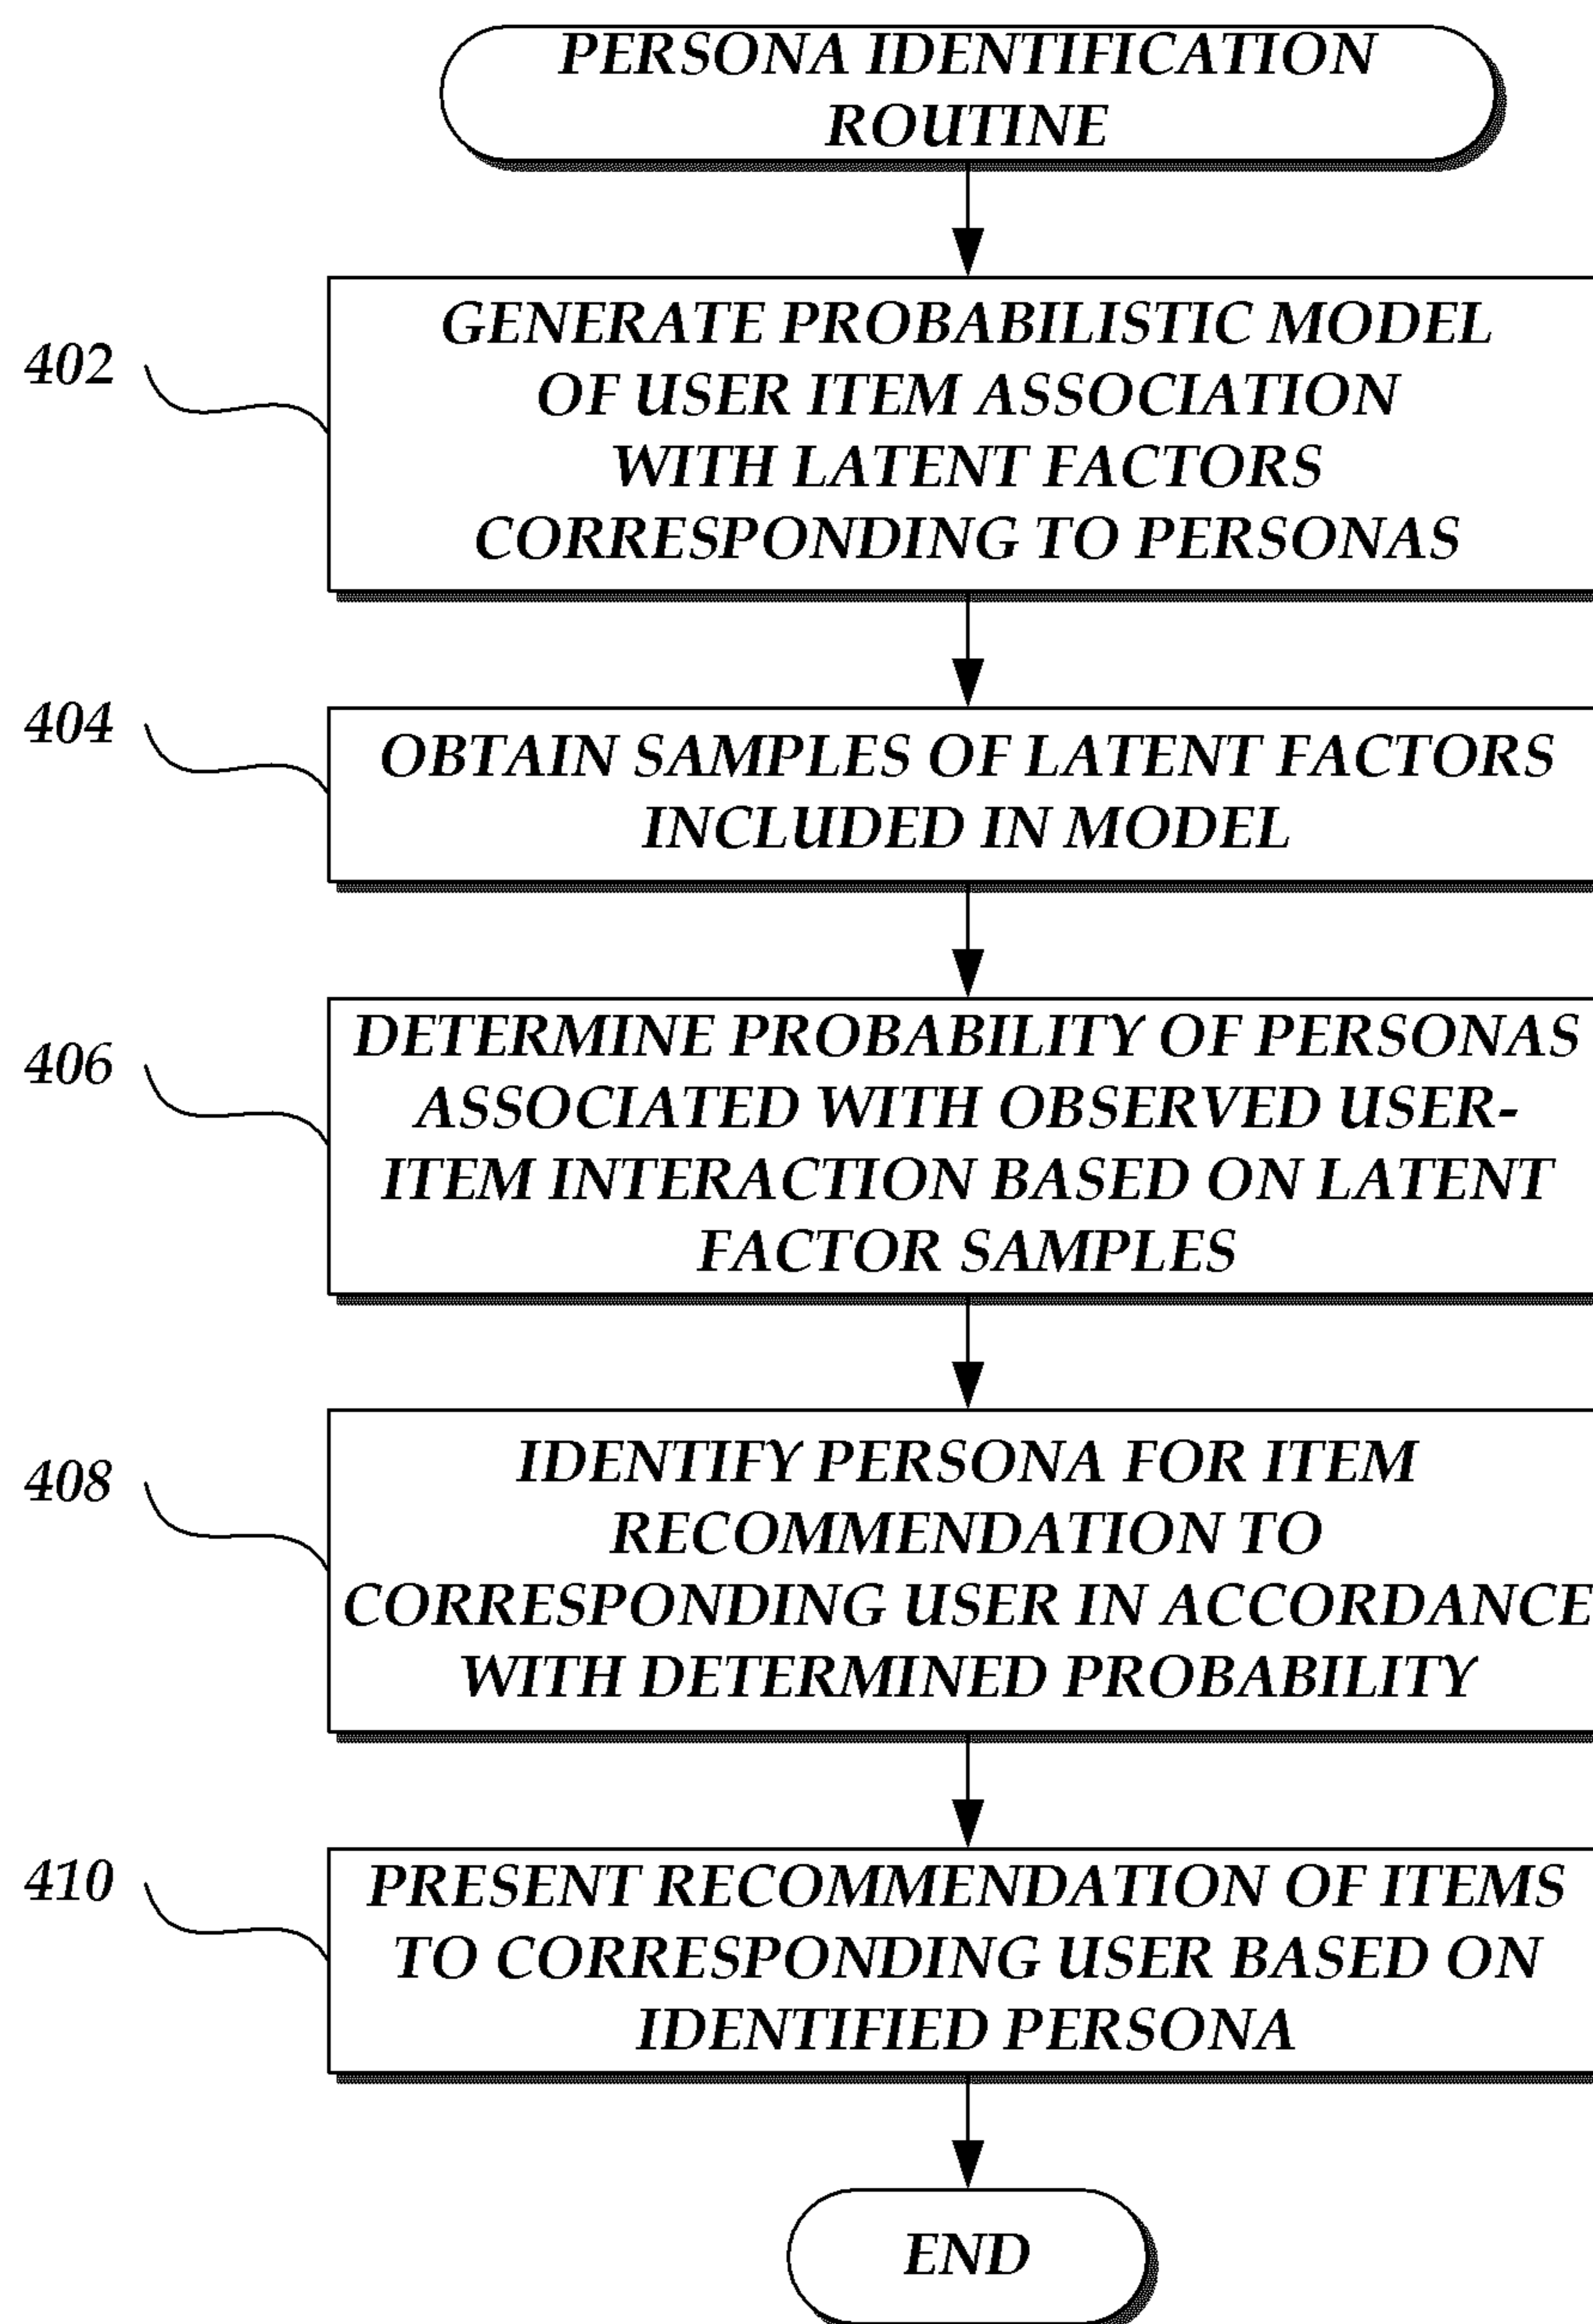 PERSONA IDENTIFICATION
ROUTINE
402
GENERATE PROBABILISTIC MODEL
OF USER ITEM ASSOCIATION
WITH LATENT FACTORS
CORRESPONDING TO PERSONAS
404
OBTAIN SAMPLES OF LATENT FACTORS
INCLUDED IN MODEL
406
DETERMINE PROBABILITY OF PERSONAS
ASSOCIATED WITH OBSERVED USER-
ITEM INTERACTION BASED ON LATENT
FACTOR SAMPLES
408
IDENTIFY PERSONA FOR ITEM
RECOMMENDATION TO
CORRESPONDING USER IN ACCORDANCE
WITH DETERMINED PROBABILITY
410
PRESENT RECOMMENDATION OF ITEMS
TO CORRESPONDING USER BASED ON
IDENTIFIED PERSONA
END